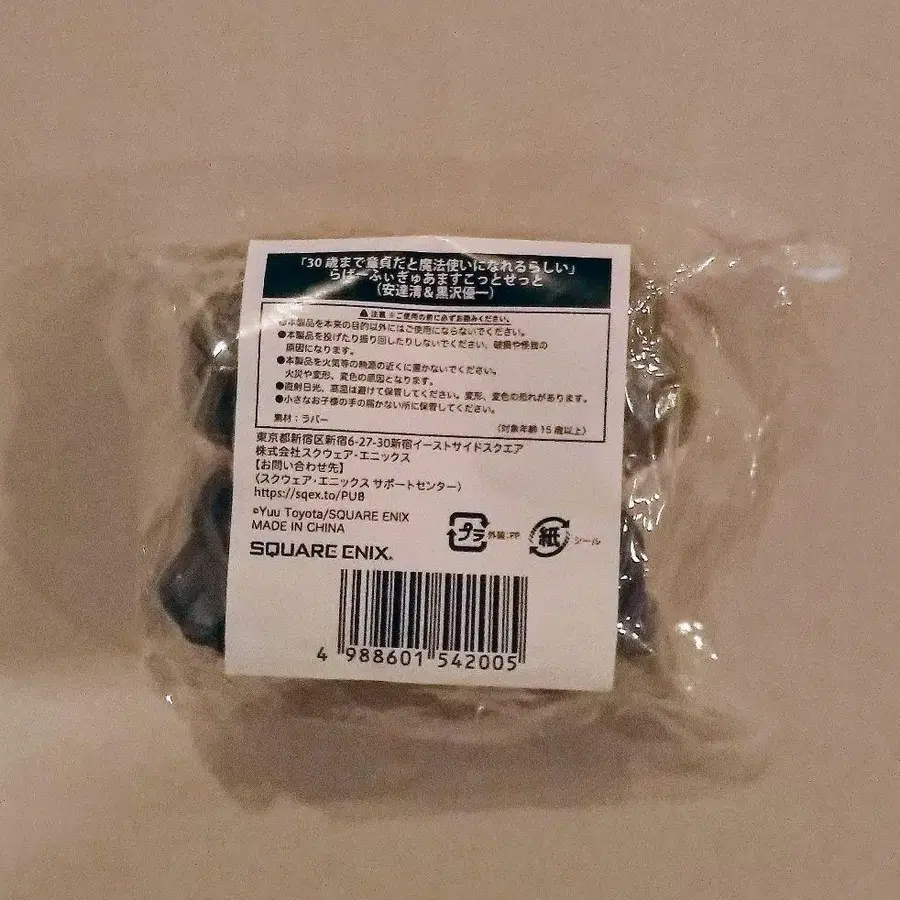 「30歳まで童貞だと魔法使いになれるらしい」
らばーふぃぎゅあますこっとせっと
（安達清＆黒沢優一）
注意 ※ご使用の前に必ずお読みください。
●本製品を本来の目的以外にはご使用にならないでください。
●本製品を投げたり振り回したりしないでください。破損や怪我の
原因になります。
●本製品を火気等の熱源の近くに置かないでください。
火災や変形、変色の原因となります。
●直射日光、高温は避けて保管してください。変形、変色の恐れがあります。
●小さなお子様の手の届かない所に保管してください。
素材：ラバー
（対象年齢15歳以上）
東京都新宿区新宿6-27-30新宿イーストサイドスクエア
株式会社スクウェア・エニックス
【お問い合わせ先】
（スクウェア・エニックス サポートセンター）
https://sqex.to/PU8
©Yuu Toyota/SQUARE ENIX
MADE IN CHINA
SQUARE ENIX®
プラ 外装：PP 紙 シール
4 988601 542005